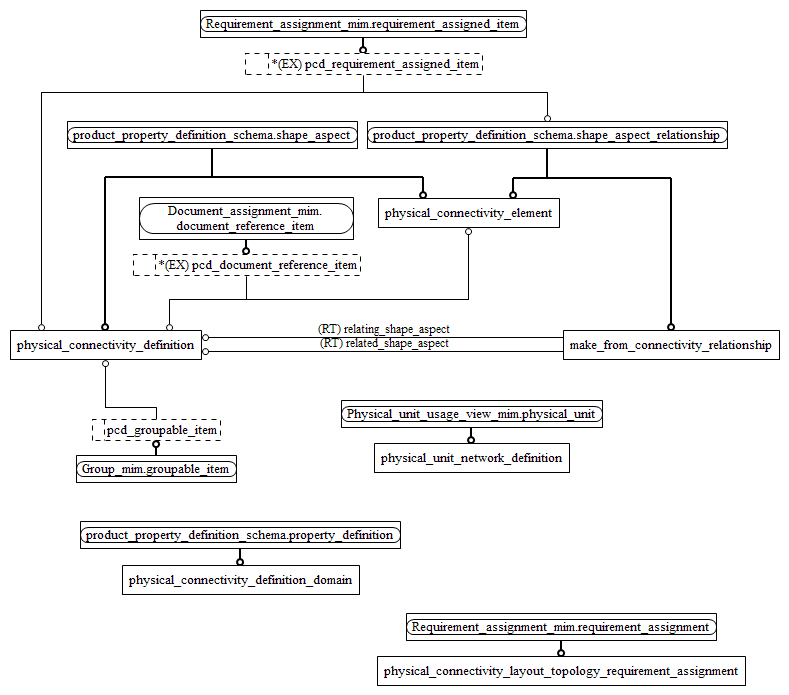 Requirement_assignment_mim.requirement_assigned_item
*(EX) pcd_requirement_assigned_item
product_property_definition_schema.shape_aspect
product_property_definition_schema.shape_aspect_relationship
Document_assignment_mim.
document_reference_item
physical_connectivity_element
*(EX) pcd_document_reference_item
physical_connectivity_definition
(RT) relating_shape_aspect
(RT) related_shape_aspect
make_from_connectivity_relationship
pcd_groupable_item
Group_mim.groupable_item
Physical_unit_usage_view_mim.physical_unit
physical_unit_network_definition
product_property_definition_schema.property_definition
physical_connectivity_definition_domain
Requirement_assignment_mim.requirement_assignment
physical_connectivity_layout_topology_requirement_assignment